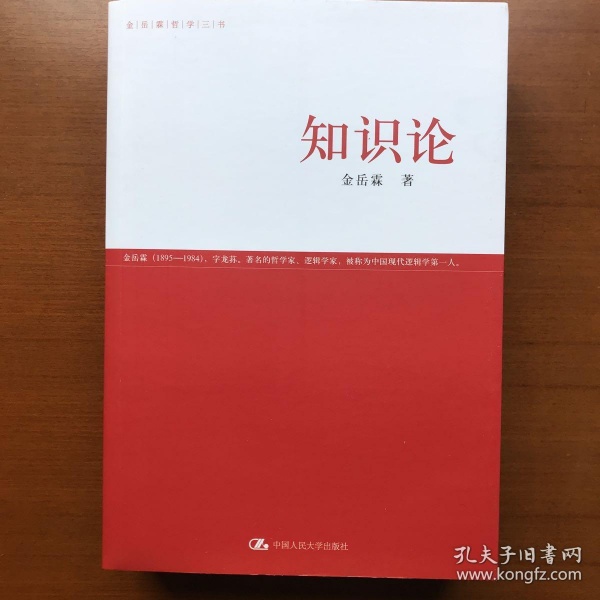 金|岳|霖|哲|学|三|书
知识论
金岳霖 著
金岳霖（1895—1984），字龙荪。著名的哲学家、逻辑学家，被称为中国现代逻辑学第一人。
中国人民大学出版社
孔夫子旧書网
www.kongfz.com